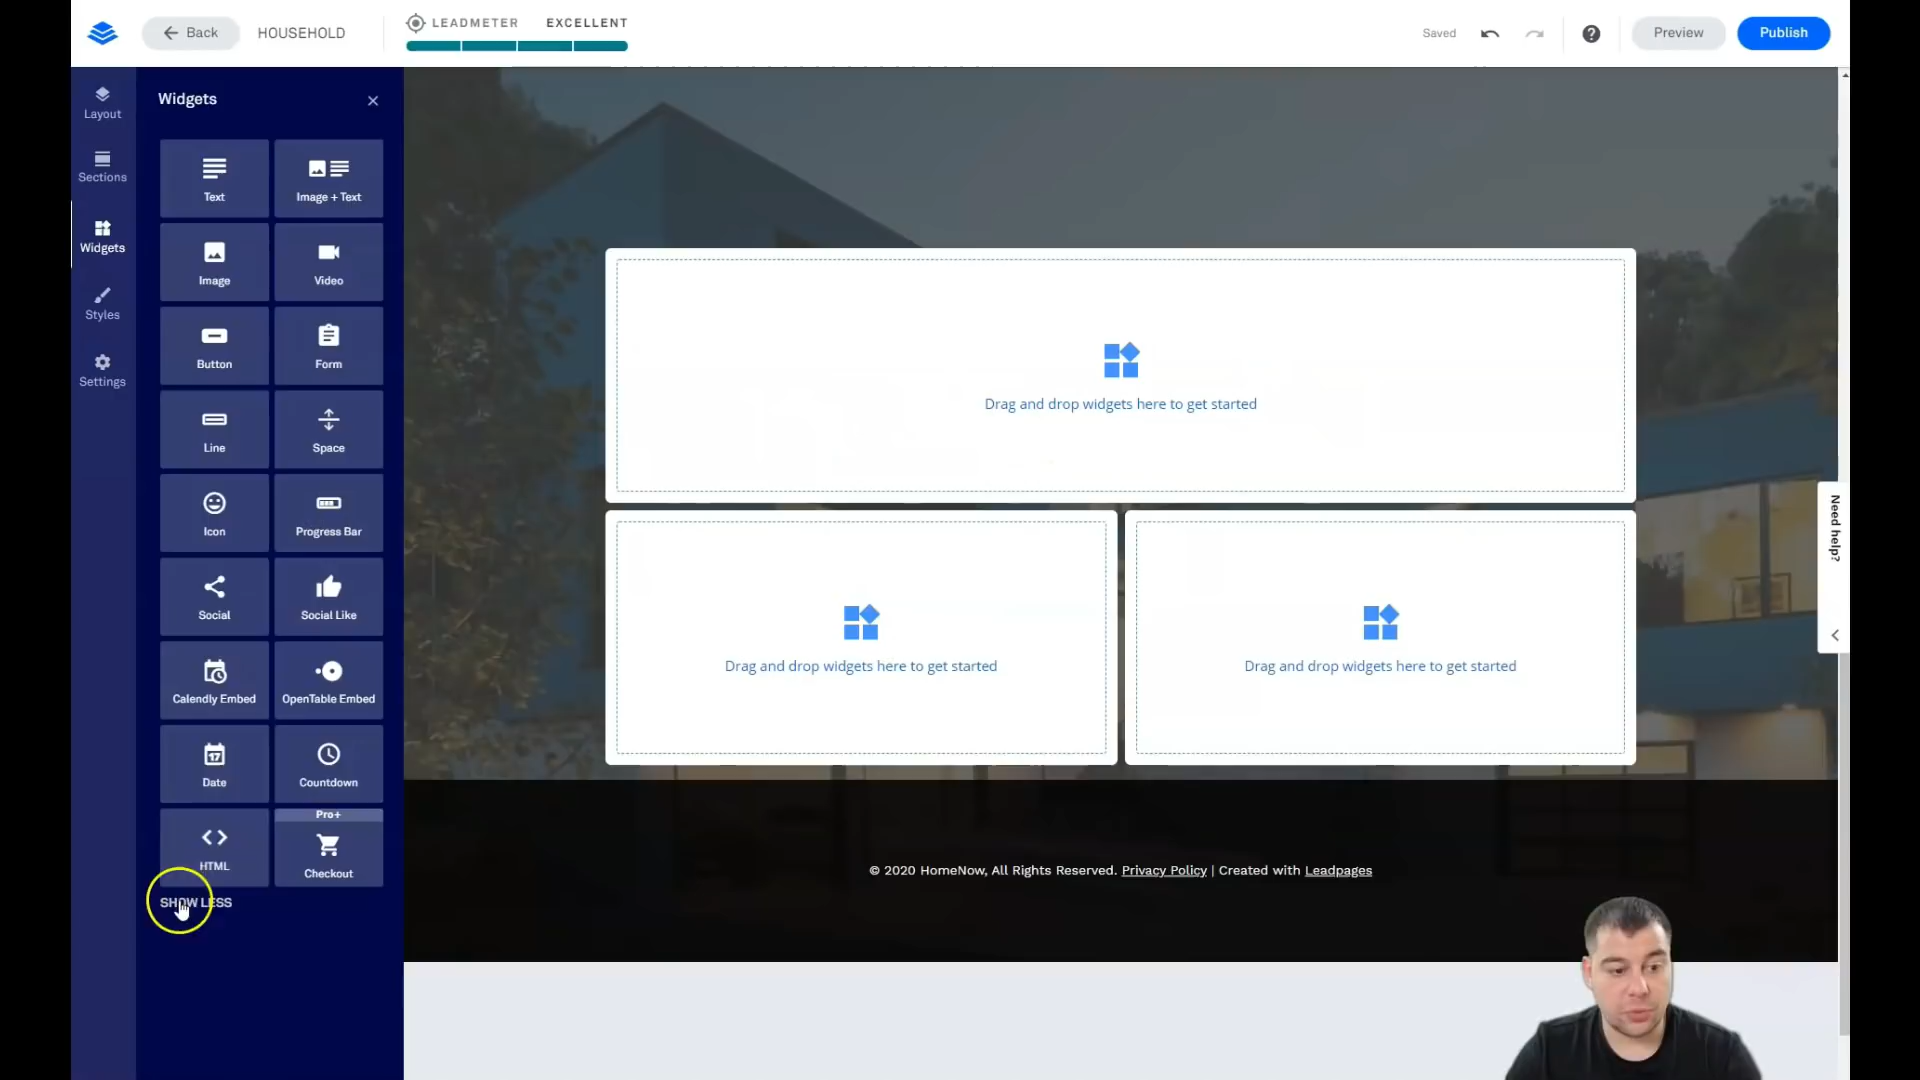 Back
HOUSEHOLD
LEADMETER EXCELLENT
Saved
Preview
Publish
Layout
Sections
Widgets
Styles
Settings
Widgets
Text
Image + Text
Image
Video
Button
Form
Line
Space
Icon
Progress Bar
Social
Social Like
Calendly Embed
OpenTable Embed
17
Date
Countdown
HTML
Pro+
Checkout
SHOW LESS
Drag and drop widgets here to get started
Drag and drop widgets here to get started
Drag and drop widgets here to get started
© 2020 HomeNow, All Rights Reserved. Privacy Policy | Created with Leadpages
Need help?